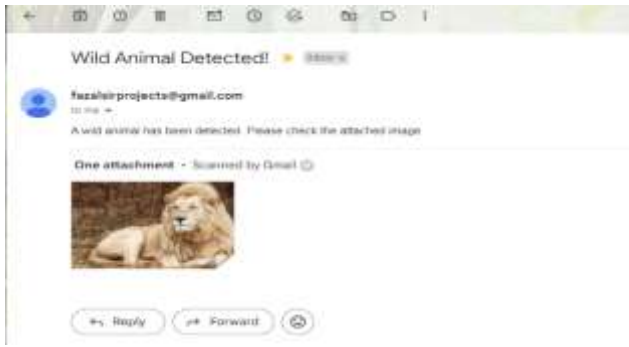 Wild Animal Detected! Inbox x
fazalsirprojects@gmail.com
to me
A wild animal has been detected. Please check the attached image
One attachment • Scanned by Gmail
Reply Forward